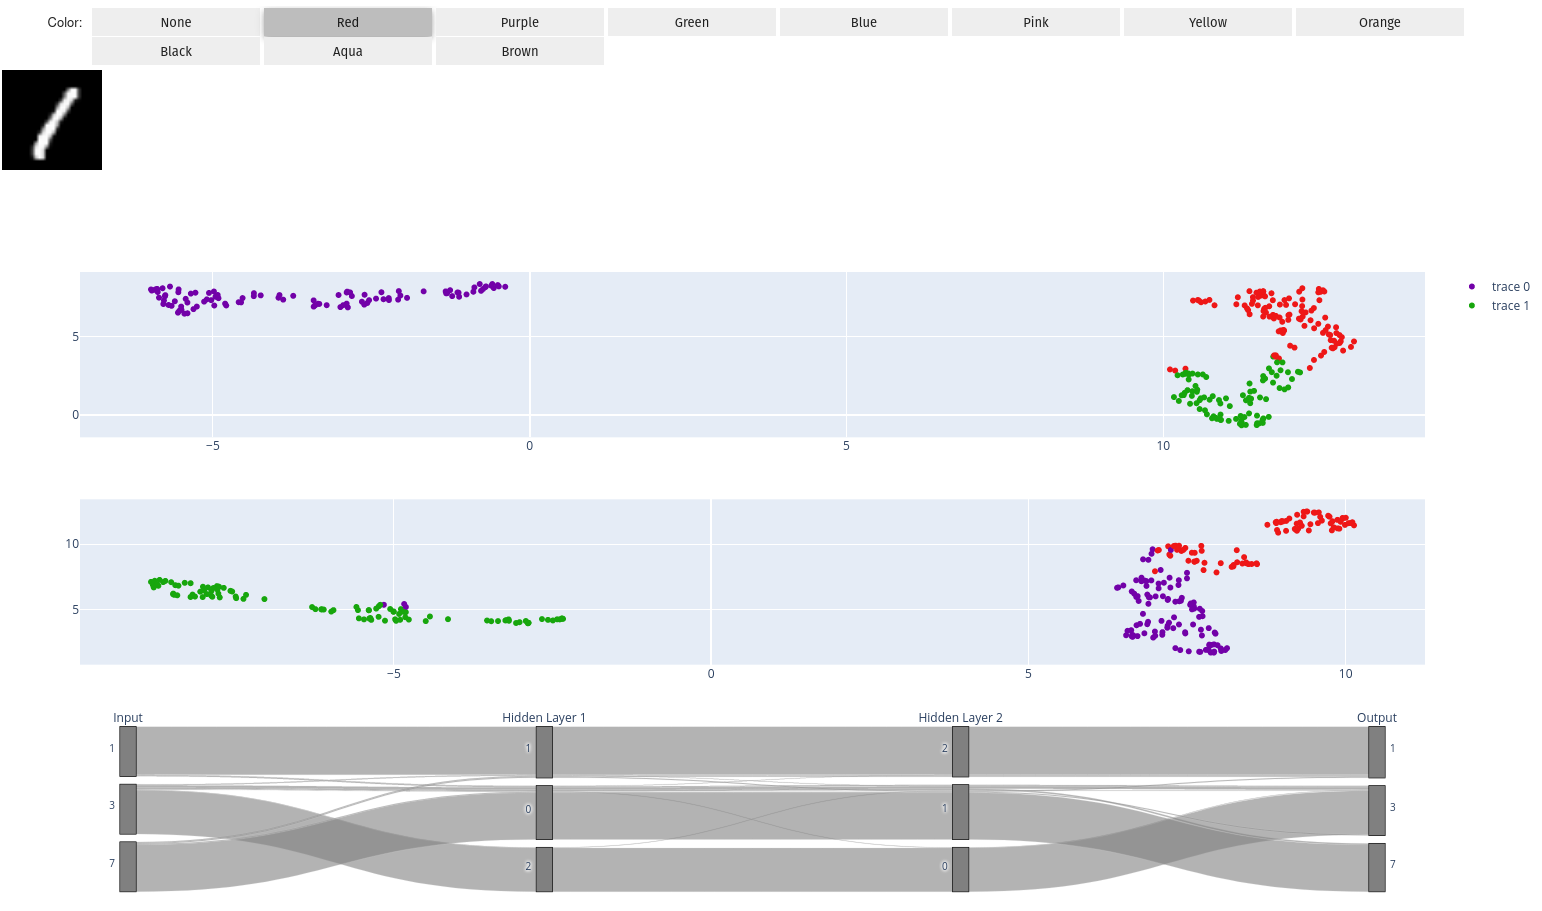 Color: None Red Purple Green Blue Pink Yellow Orange
Black Aqua Brown
trace 0
trace 1
5
0
−5 0 5 10
10
5
−5 0 5 10
Input Hidden Layer 1 Hidden Layer 2 Output
1 1 2 1
3 0 1 3
7 2 0 7